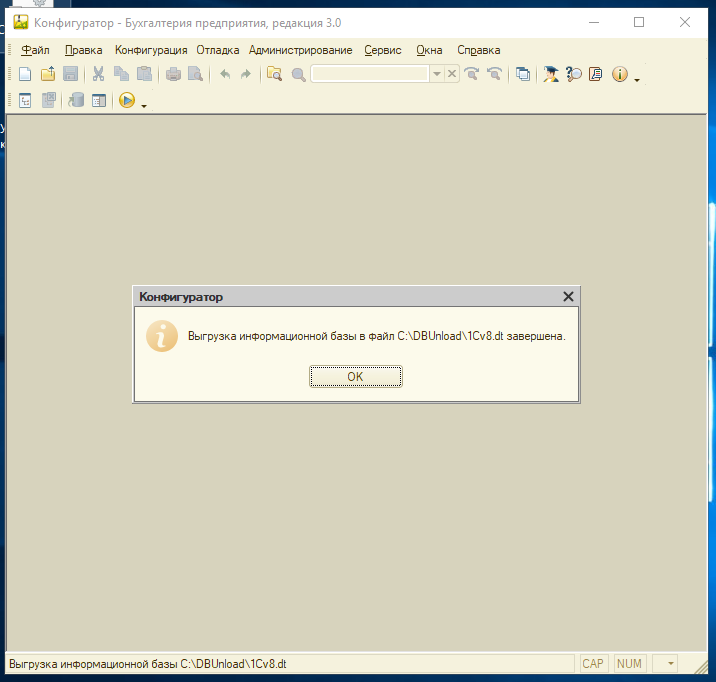 Конфигуратор - Бухгалтерия предприятия, редакция 3.0
Файл Правка Конфигурация Отладка Администрирование Сервис Окна Справка
Конфигуратор
Выгрузка информационной базы в файл C:\DBUnload\1Cv8.dt завершена.
OK
Выгрузка информационной базы C:\DBUnload\1Cv8.dt CAP NUM